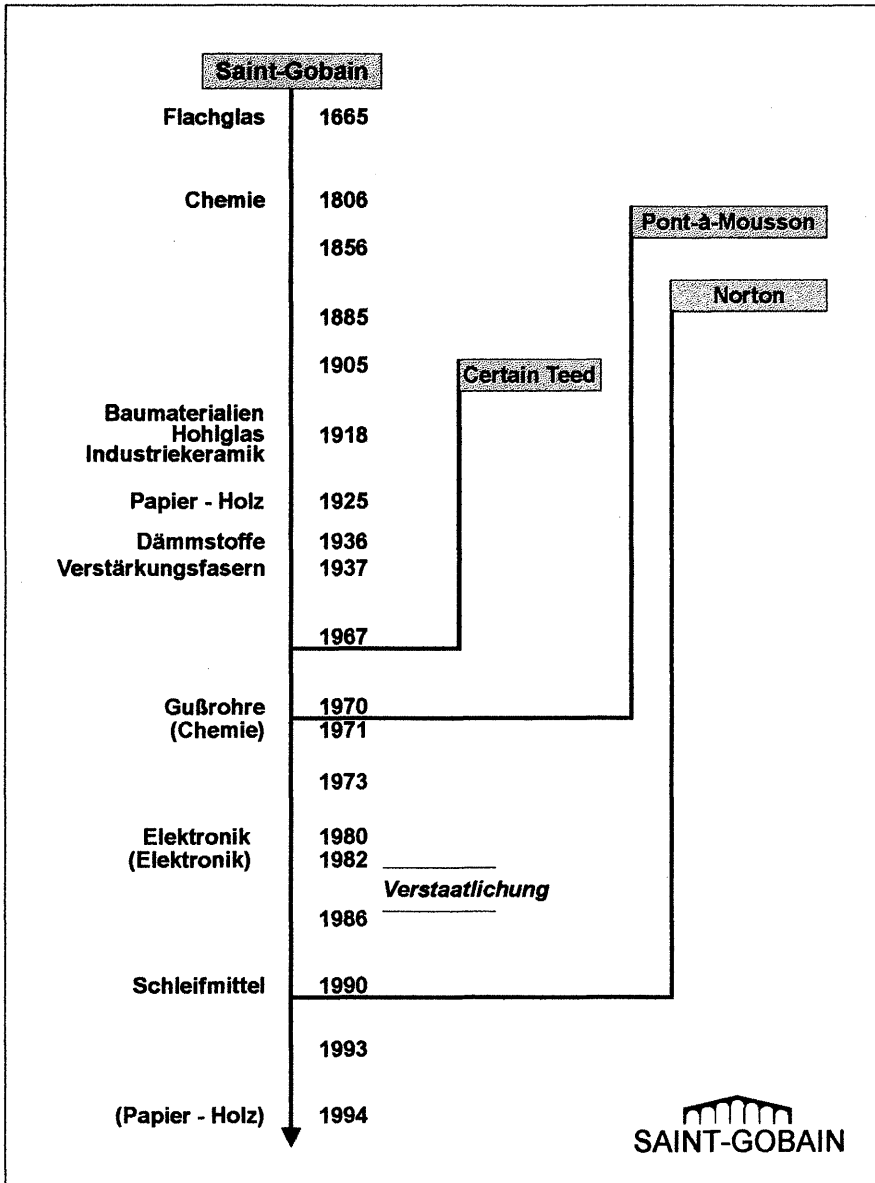 Saint-Gobain
Flachglas 1665
Chemie 1806
Pont-à-Mousson
1856
Norton
1885
1905
Certain Teed
Baumaterialien
Hohlglas 1918
Industriekeramik
Papier - Holz 1925
Dämmstoffe 1936
Verstärkungsfasern 1937
1967
Gußrohre 1970
(Chemie) 1971
1973
Elektronik 1980
(Elektronik) 1982
Verstaatlichung
1986
Schleifmittel 1990
1993
(Papier - Holz) 1994
SAINT-GOBAIN